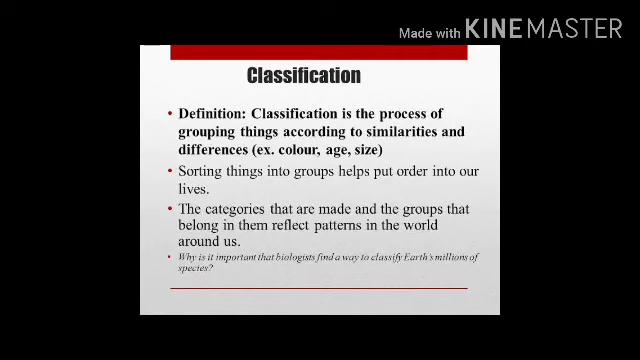 Made with KINEMASTER
Classification
• Definition: Classification is the process of
grouping things according to similarities and
differences (ex. colour, age, size)
• Sorting things into groups helps put order into our
lives.
• The categories that are made and the groups that
belong in them reflect patterns in the world
around us.
• Why is it important that biologists find a way to classify Earth's millions of
species?